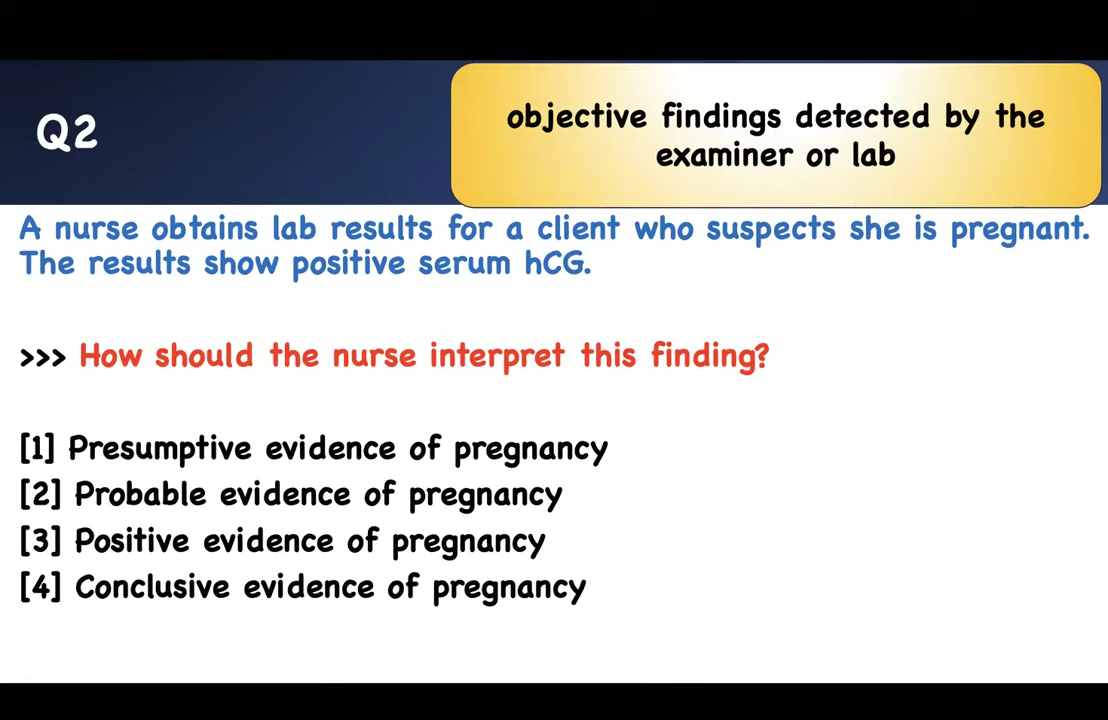 Q2
objective findings detected by the
examiner or lab
A nurse obtains lab results for a client who suspects she is pregnant.
The results show positive serum hCG.
>>> How should the nurse interpret this finding?
[1] Presumptive evidence of pregnancy
[2] Probable evidence of pregnancy
[3] Positive evidence of pregnancy
[4] Conclusive evidence of pregnancy